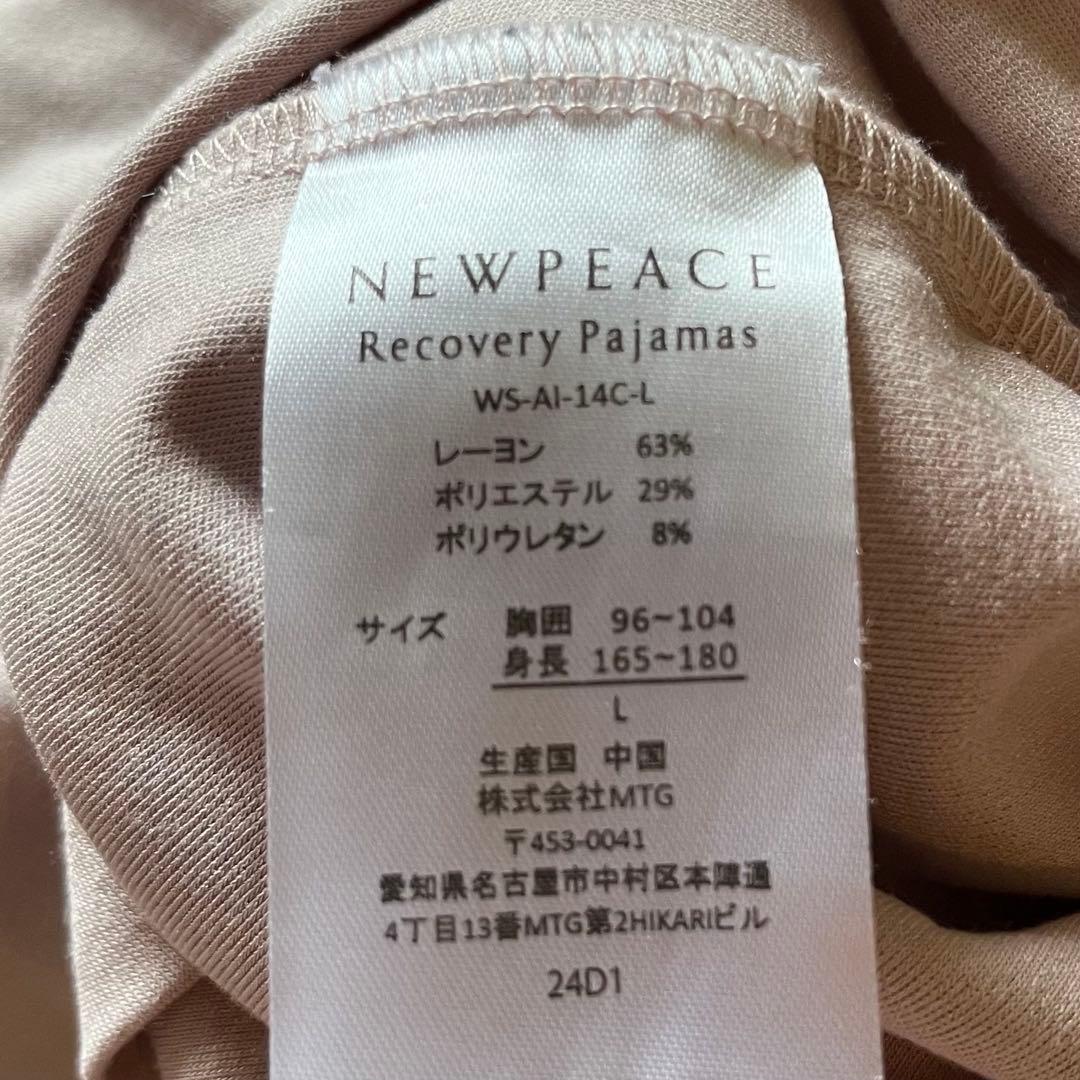 NEWPEACE
Recovery Pajamas
WS-AI-14C-L
レーヨン 63%
ポリエステル 29%
ポリウレタン 8%
サイズ 胸囲 96~104
身長 165~180
L
生産国 中国
株式会社MTG
〒453-0041
愛知県名古屋市中村区本陣通
4丁目13番MTG第2HIKARIビル
24D1